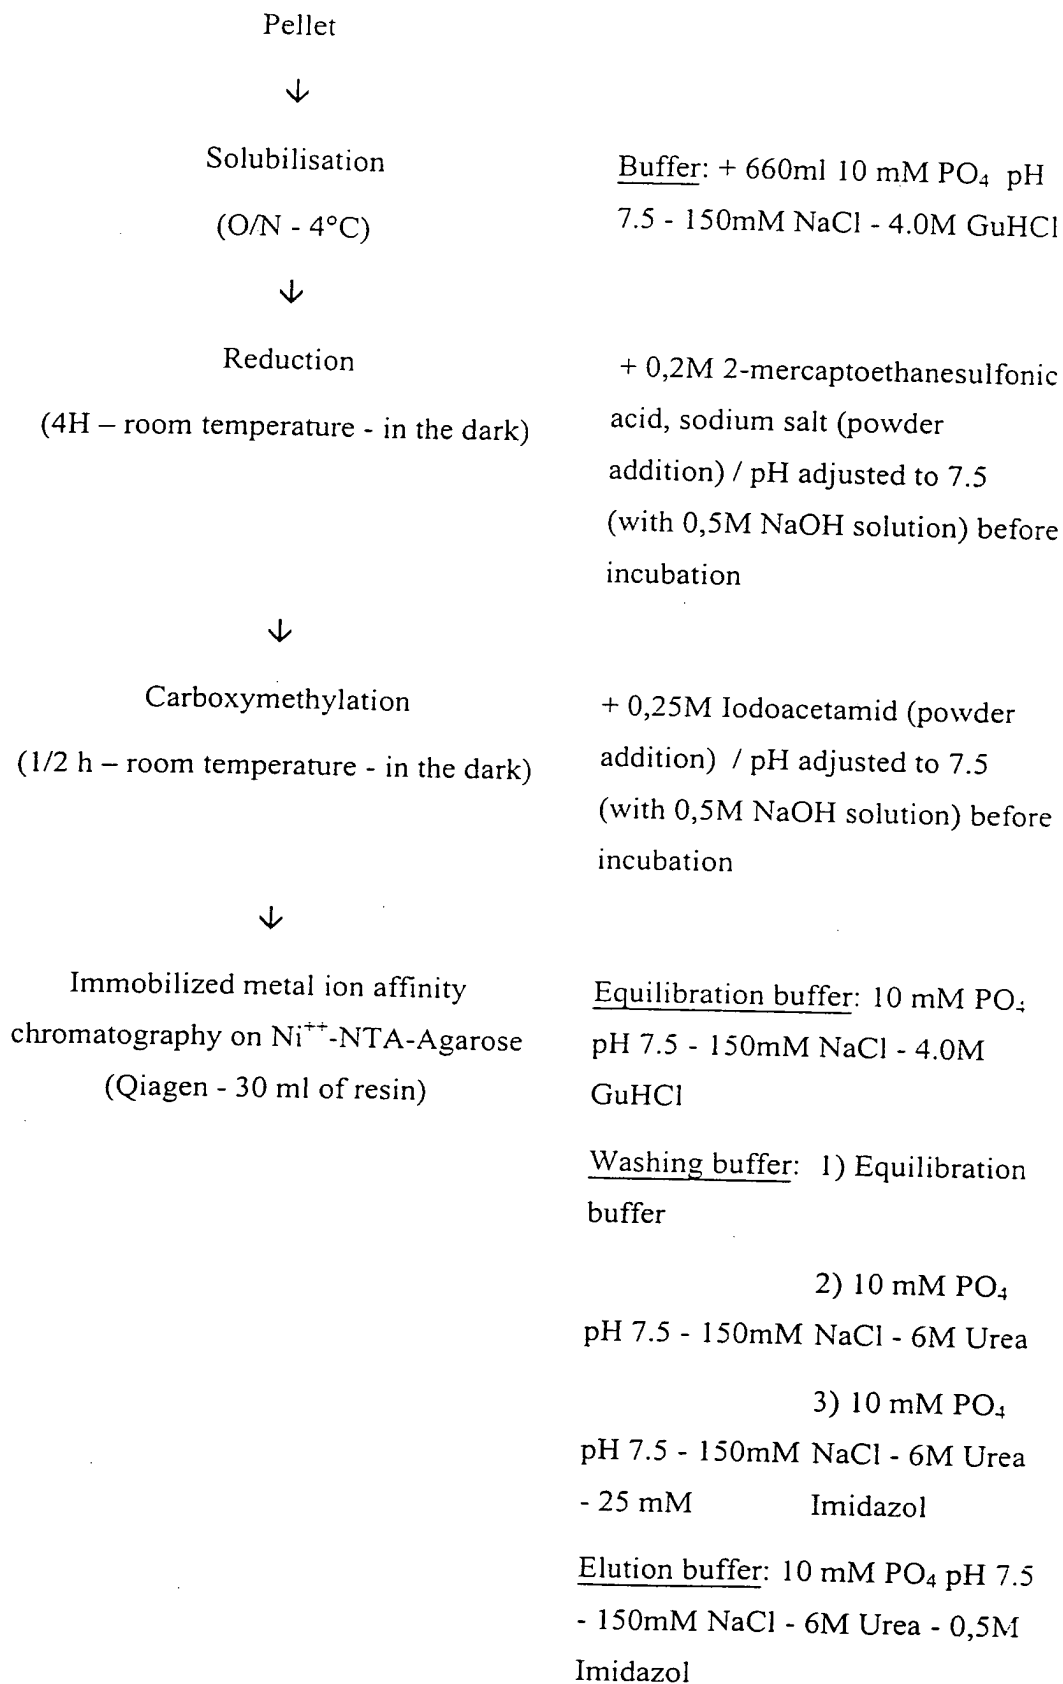 Pellet
↓
Solubilisation
(O/N - 4°C)
Buffer: + 660ml 10 mM PO₄ pH
7.5 - 150mM NaCl - 4.0M GuHCl
↓
Reduction
(4H – room temperature - in the dark)
+ 0,2M 2-mercaptoethanesulfonic
acid, sodium salt (powder
addition) / pH adjusted to 7.5
(with 0,5M NaOH solution) before
incubation
↓
Carboxymethylation
(1/2 h – room temperature - in the dark)
+ 0,25M Iodoacetamid (powder
addition) / pH adjusted to 7.5
(with 0,5M NaOH solution) before
incubation
↓
Immobilized metal ion affinity
chromatography on Ni⁺⁺-NTA-Agarose
(Qiagen - 30 ml of resin)
Equilibration buffer: 10 mM PO₄
pH 7.5 - 150mM NaCl - 4.0M
GuHCl
Washing buffer: 1) Equilibration
buffer
2) 10 mM PO₄
pH 7.5 - 150mM NaCl - 6M Urea
3) 10 mM PO₄
pH 7.5 - 150mM NaCl - 6M Urea
- 25 mM Imidazol
Elution buffer: 10 mM PO₄ pH 7.5
- 150mM NaCl - 6M Urea - 0,5M
Imidazol